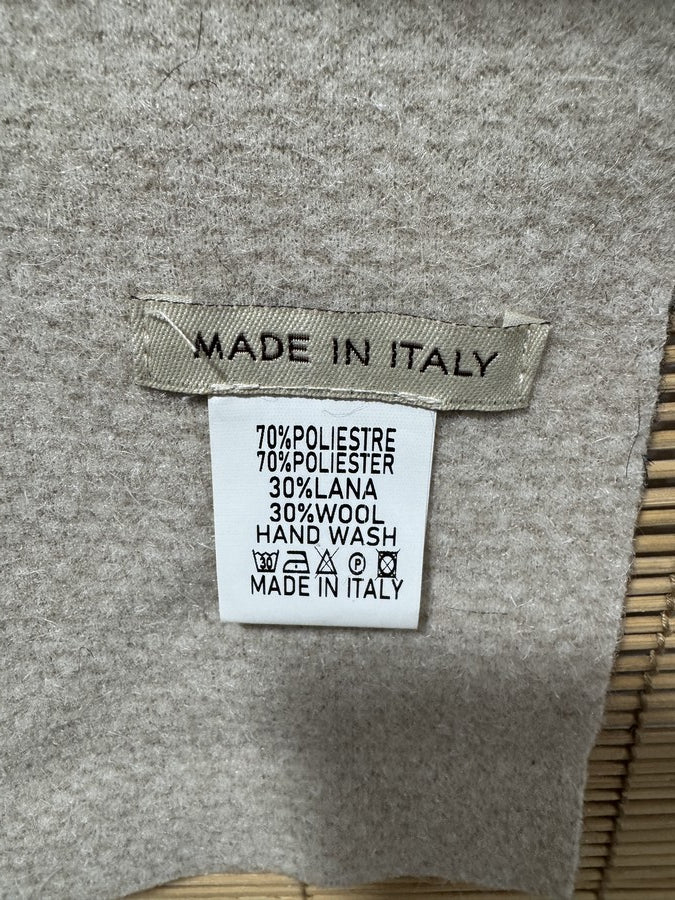 MADE IN ITALY
70%POLIESTRE
70%POLIESTER
30%LANA
30%WOOL
HAND WASH
30 P
MADE IN ITALY